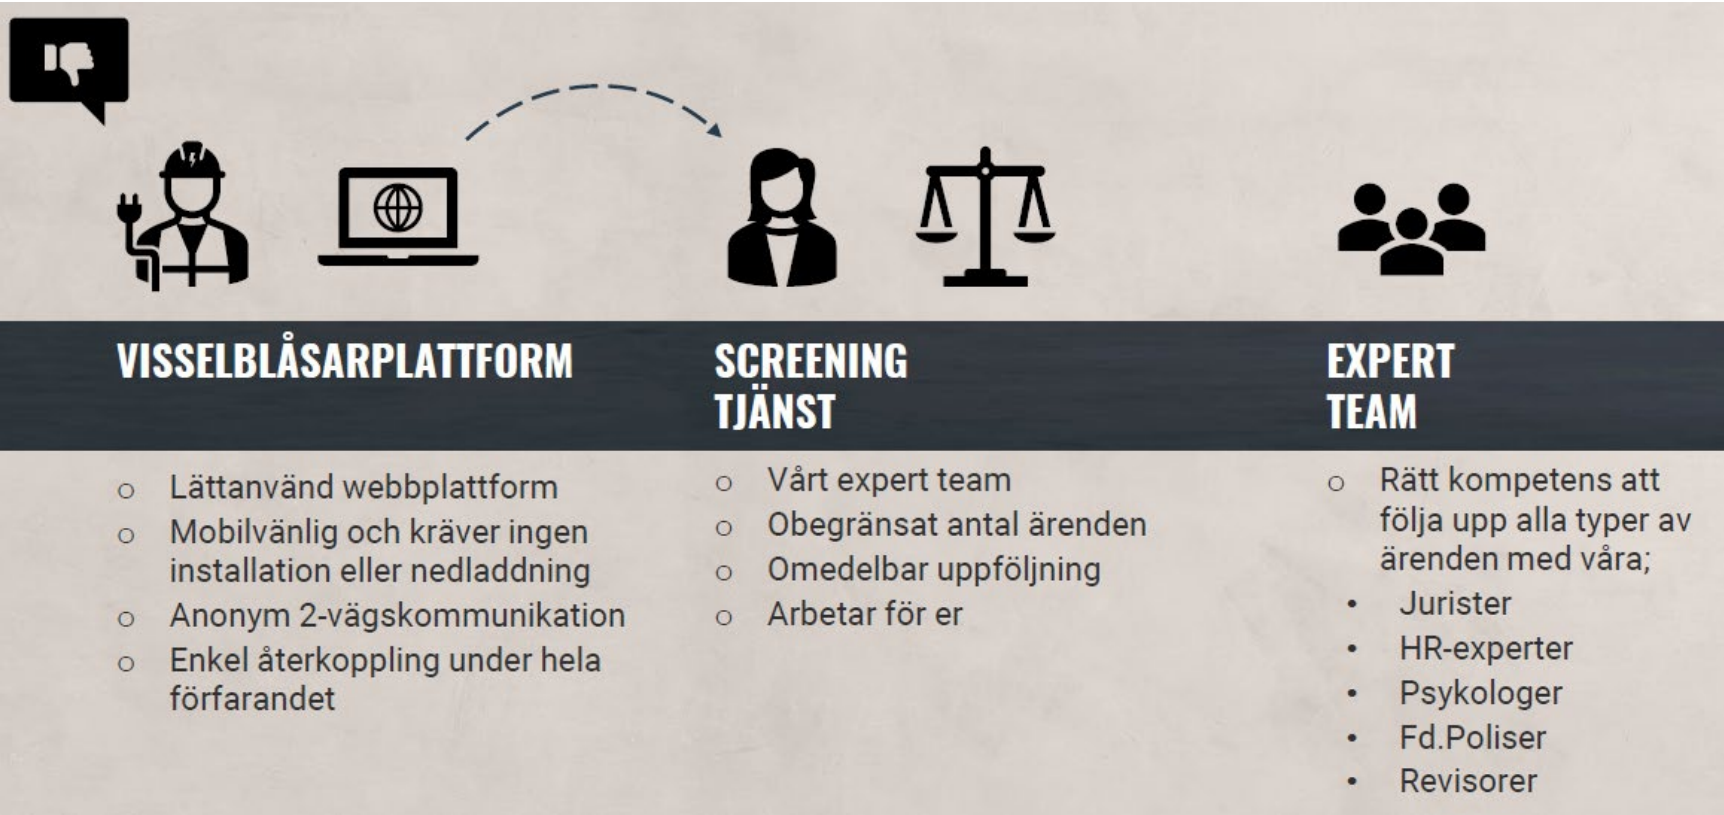 VISSELBLÅSARPLATTFORM
○ Lättanvänd webbplattform
○ Mobilvänlig och kräver ingen
installation eller nedladdning
○ Anonym 2-vägskommunikation
○ Enkel återkoppling under hela
förfarandet
SCREENING
TJÄNST
○ Vårt expert team
○ Obegränsat antal ärenden
○ Omedelbar uppföljning
○ Arbetar för er
EXPERT
TEAM
○ Rätt kompetens att
följa upp alla typer av
ärenden med våra;
• Jurister
• HR-experter
• Psykologer
• Fd.Poliser
• Revisorer